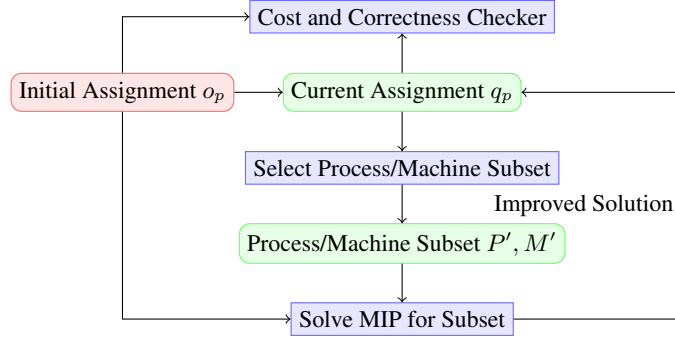 Cost and Correctness Checker
Initial Assignment oₚ
Current Assignment qₚ
Select Process/Machine Subset
Improved Solution
Process/Machine Subset P′, M′
Solve MIP for Subset